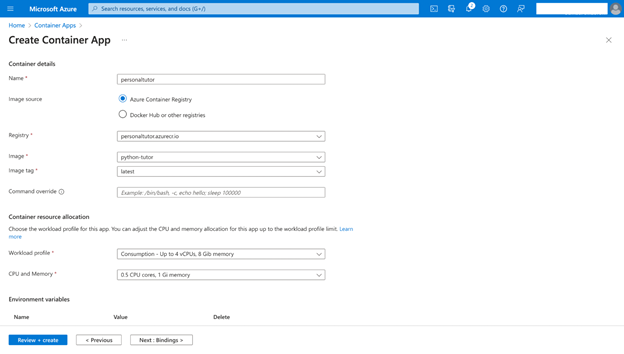 Microsoft Azure
Search resources, services, and docs (G+/)
Home > Container Apps >
Create Container App ...
Container details
Name *
personaltutor
Image source
Azure Container Registry
Docker Hub or other registries
Registry *
personaltutor.azurecr.io
Image *
python-tutor
Image tag *
latest
Command override
Example: /bin/bash, -c, echo hello; sleep 100000
Container resource allocation
Choose the workload profile for this app. You can adjust the CPU and memory allocation for this app up to the workload profile limit. Learn
more
Workload profile *
Consumption - Up to 4 vCPUs, 8 Gib memory
CPU and Memory *
0.5 CPU cores, 1 Gi memory
Environment variables
Name Value Delete
Review + create
< Previous
Next : Bindings >